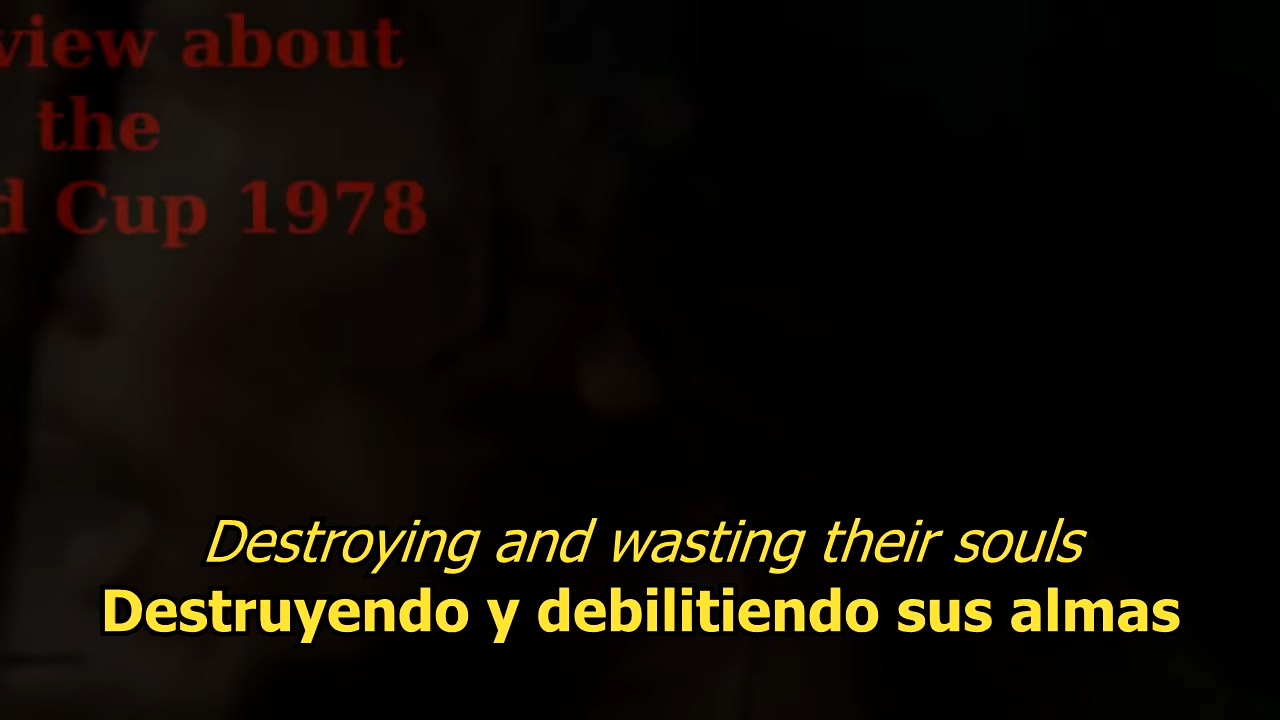 view about
the
d Cup 1978
Destroying and wasting their souls
Destruyendo y debilitiendo sus almas